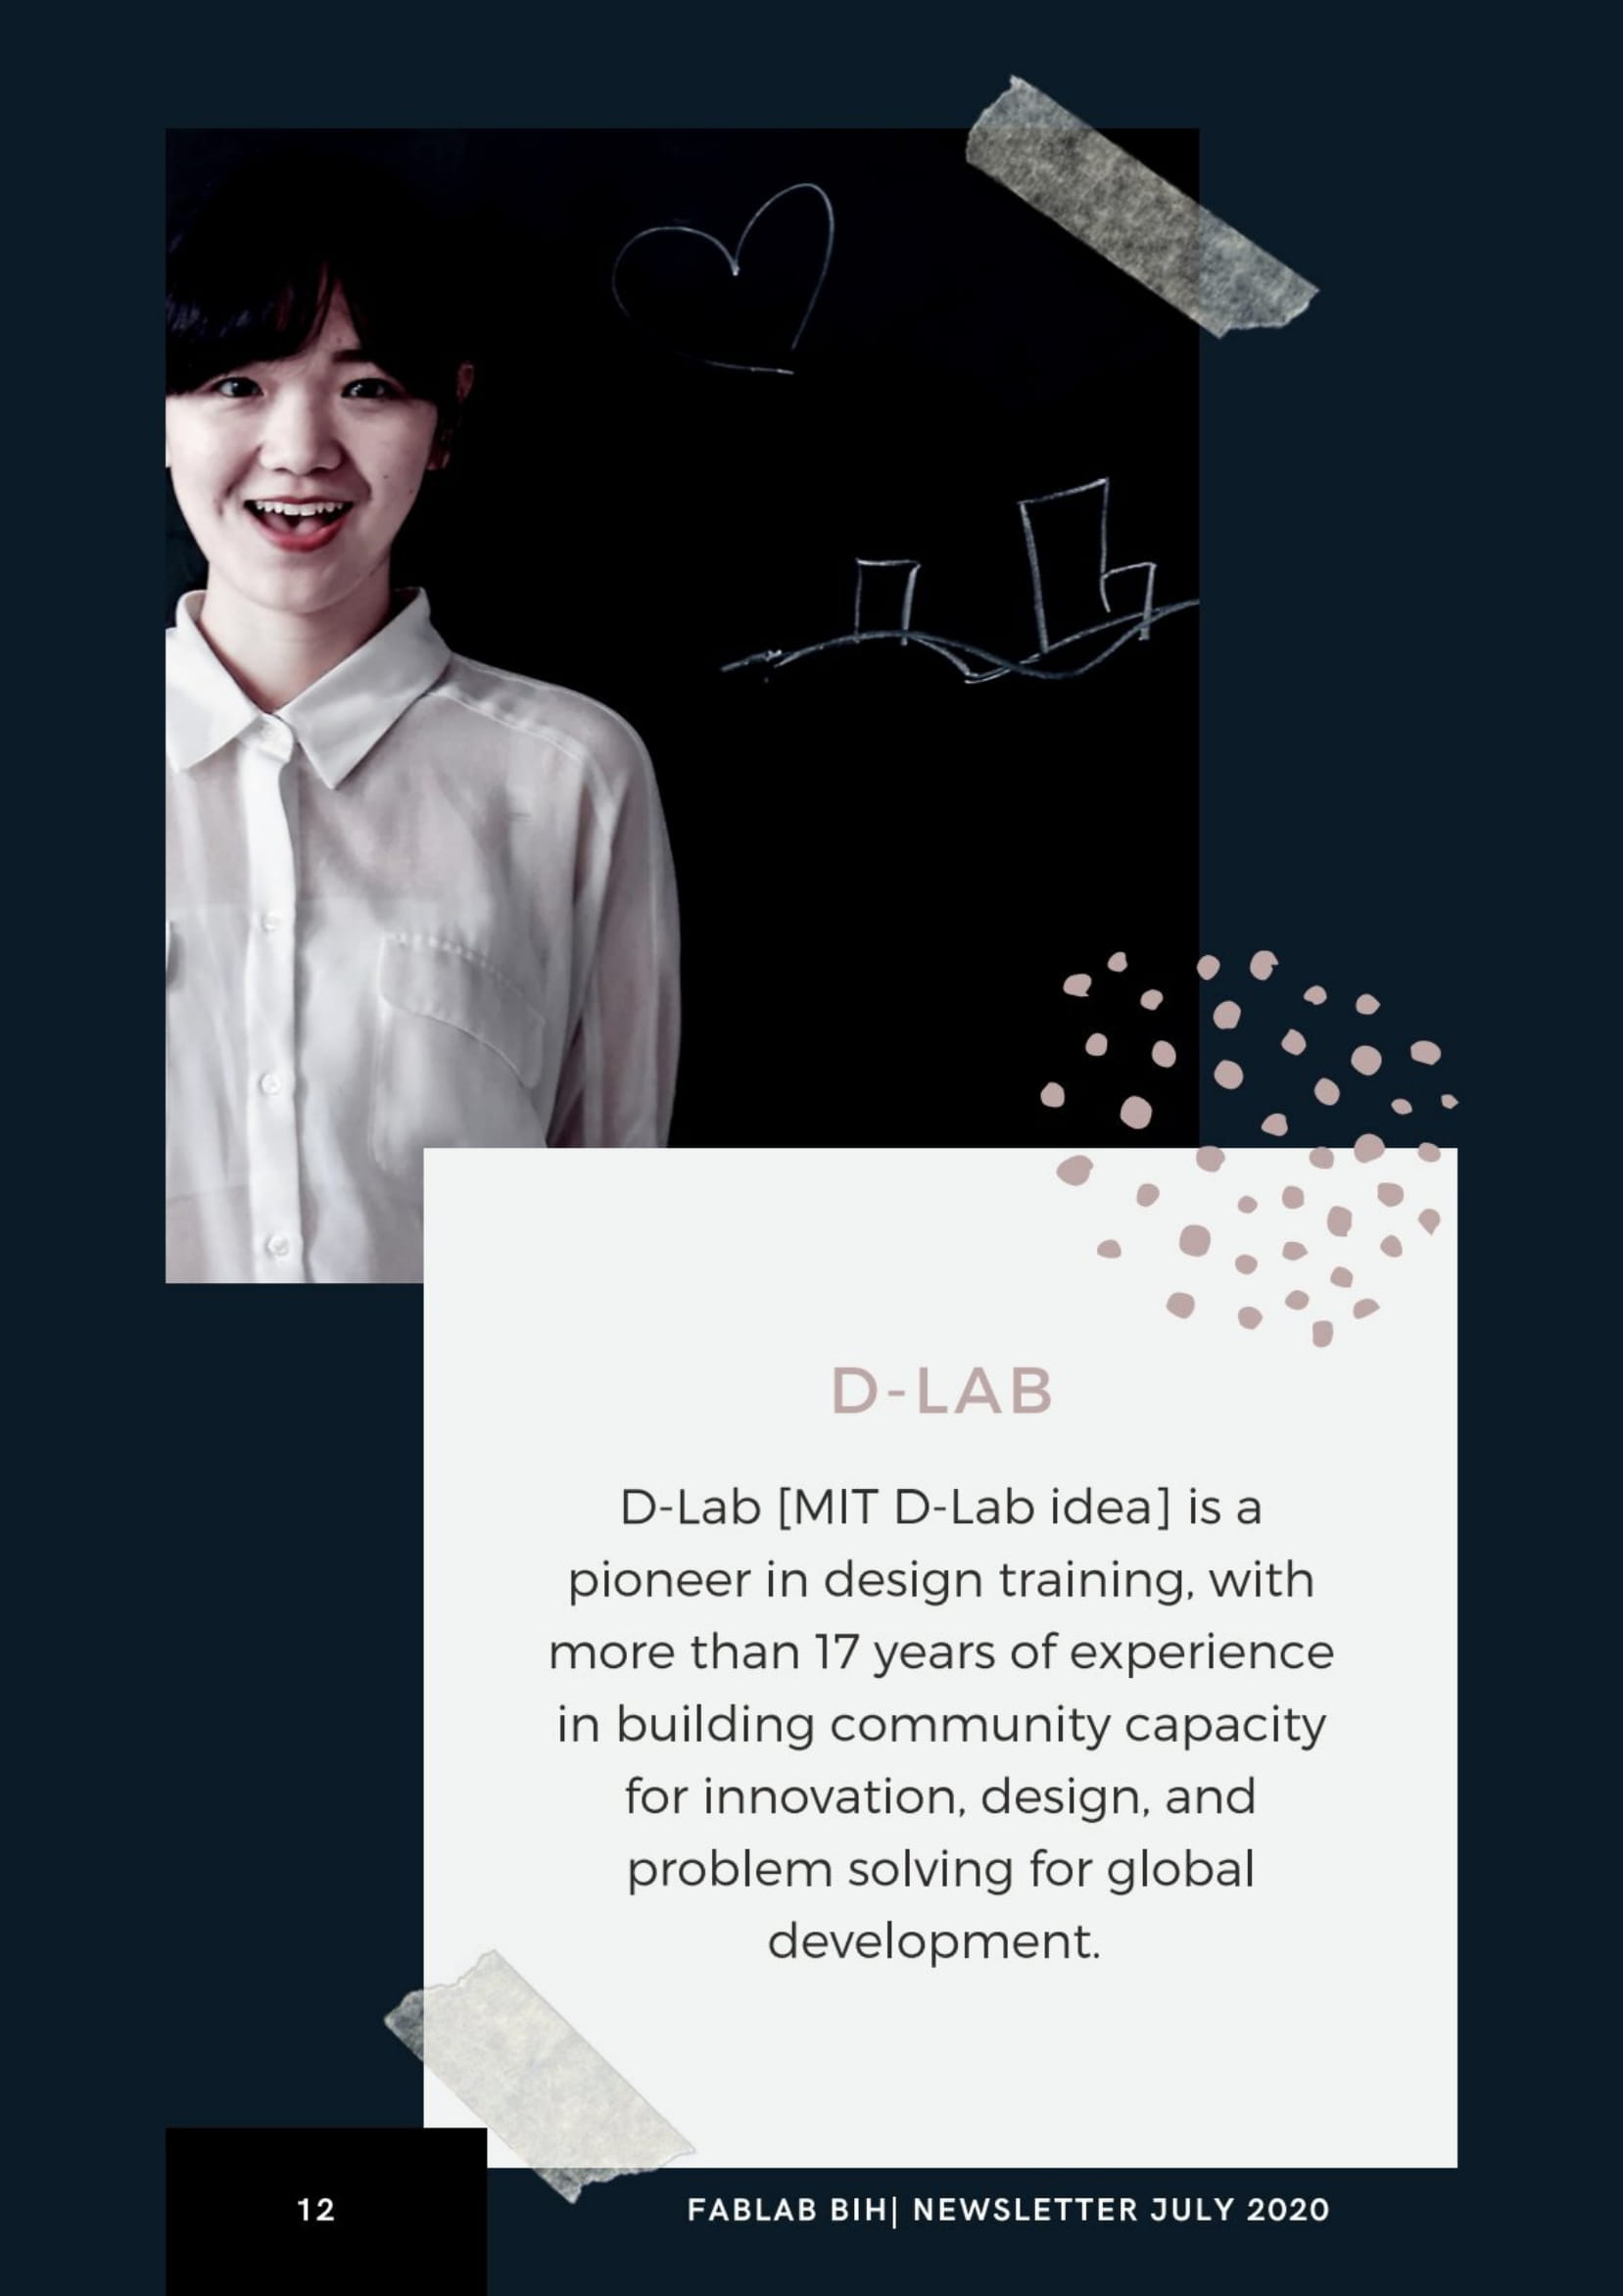 D-LAB
D-Lab [MIT D-Lab idea] is a
pioneer in design training, with
more than 17 years of experience
in building community capacity
for innovation, design, and
problem solving for global
development.
12
FABLAB BIH| NEWSLETTER JULY 2020